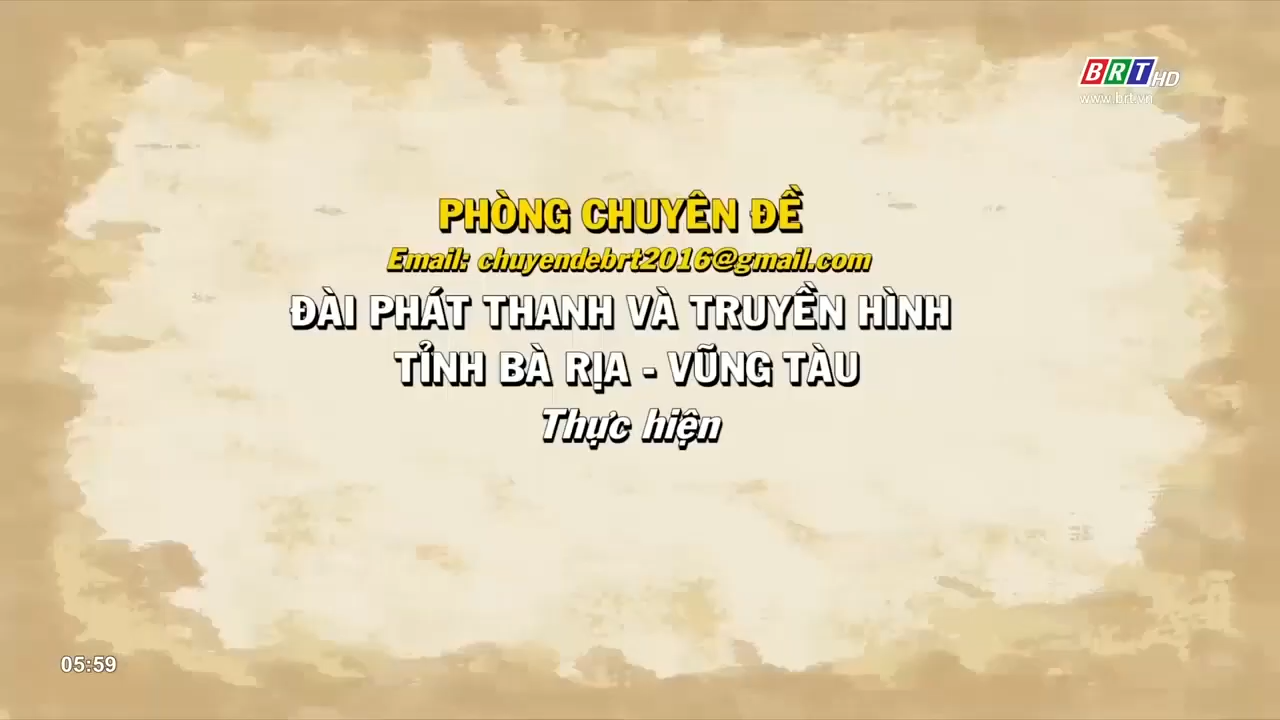 BRT HD
www.brt.vn
PHÒNG CHUYÊN ĐỀ
Email: chuyendebrt2016@gmail.com
ĐÀI PHÁT THANH VÀ TRUYỀN HÌNH
TỈNH BÀ RỊA - VŨNG TÀU
Thực hiện
05:59